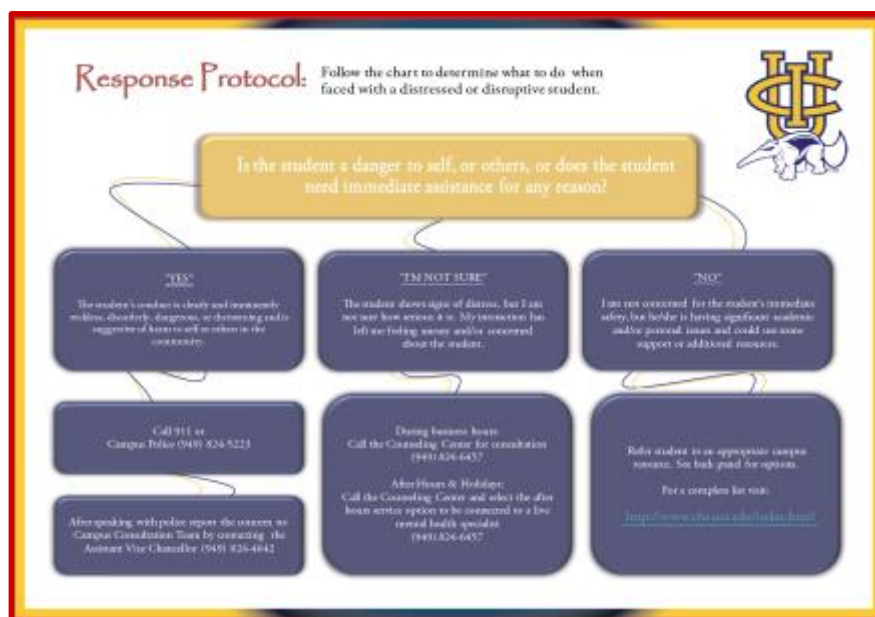 Response Protocol:
Follow the chart to determine what to do when
faced with a distressed or disruptive student.
UCI
Is the student a danger to self, or others, or does the student
need immediate assistance for any reason?
"YES"
The student's conduct is clearly and imminently
reckless, disorderly, dangerous, or threatening and is
suggestive of harm to self or others in the
community.
Call 911 or
Campus Police (949) 824-5223
After speaking with police report the concern to
Campus Consultation Team by contacting the
Assistant Vice Chancellor (949)
"I'M NOT SURE"
The student shows signs of distress, but I am
not sure how serious it is. My interaction has
left me feeling uneasy and/or concerned
about the student.
During business hours:
Call the Counseling Center for consultation
(949) 824-6457
After Hours & Holidays:
Call the Counseling Center and select the after
hours service option to be connected to a live
mental health specialist
(949) 824-6457
"NO"
I am not concerned for the student's immediate
safety, but he/she is having significant academic
and/or personal issues and could use some
support or additional resources.
Refer student to an appropriate campus
resource. See back panel for options.
For a complete list visit: